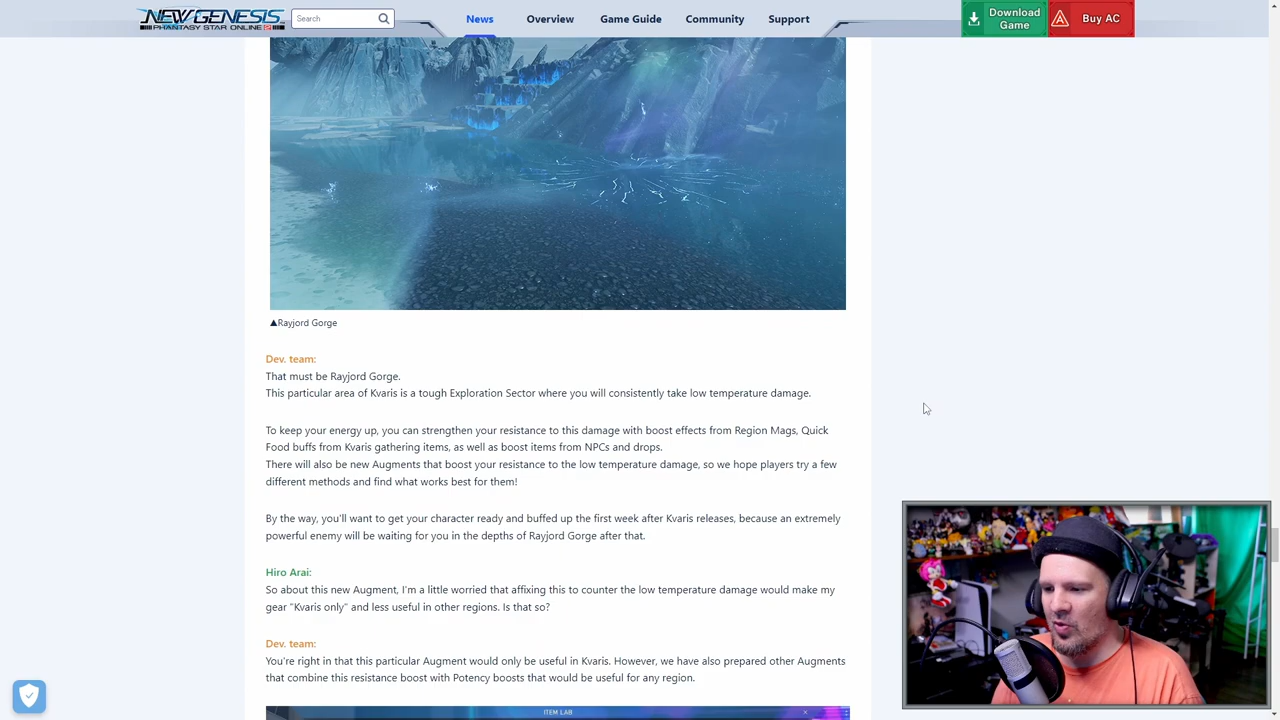 NEW GENESIS
PHANTASY STAR ONLINE 2
Search
News
Overview
Game Guide
Community
Support
Download
Game
Buy AC
▲Rayjord Gorge
Dev. team:
That must be Rayjord Gorge.
This particular area of Kvaris is a tough Exploration Sector where you will consistently take low temperature damage.
To keep your energy up, you can strengthen your resistance to this damage with boost effects from Region Mags, Quick
Food buffs from Kvaris gathering items, as well as boost items from NPCs and drops.
There will also be new Augments that boost your resistance to the low temperature damage, so we hope players try a few
different methods and find what works best for them!
By the way, you'll want to get your character ready and buffed up the first week after Kvaris releases, because an extremely
powerful enemy will be waiting for you in the depths of Rayjord Gorge after that.
Hiro Arai:
So about this new Augment, I'm a little worried that affixing this to counter the low temperature damage would make my
gear "Kvaris only" and less useful in other regions. Is that so?
Dev. team:
You're right in that this particular Augment would only be useful in Kvaris. However, we have also prepared other Augments
that combine this resistance boost with Potency boosts that would be useful for any region.
ITEM LAB